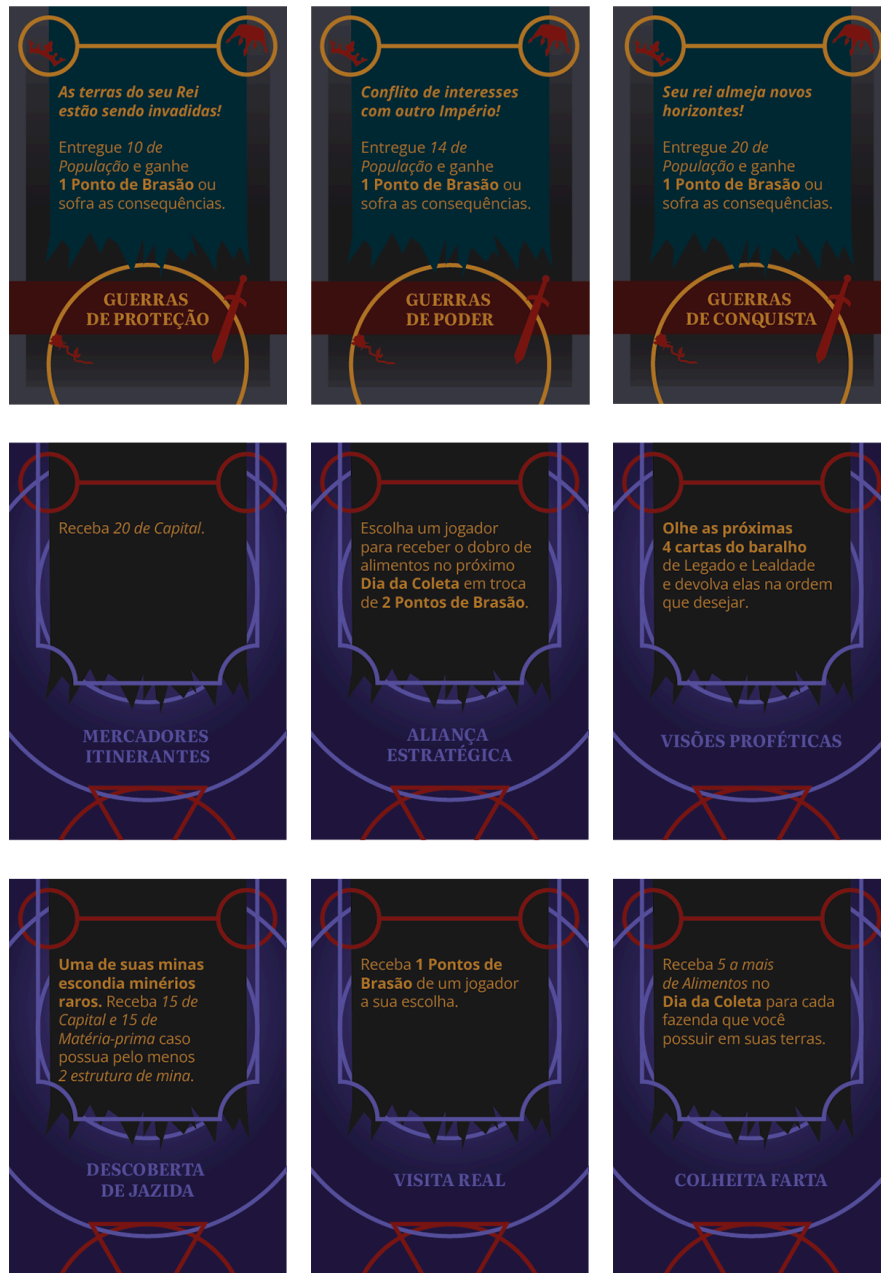 As terras do seu Rei
estão sendo invadidas!
Entregue 10 de
População e ganhe
1 Ponto de Brasão ou
sofra as consequências.
GUERRAS
DE PROTEÇÃO
Conflito de interesses
com outro Império!
Entregue 14 de
População e ganhe
1 Ponto de Brasão ou
sofra as consequências.
GUERRAS
DE PODER
Seu rei almeja novos
horizontes!
Entregue 20 de
População e ganhe
1 Ponto de Brasão ou
sofra as consequências.
GUERRAS
DE CONQUISTA
Receba 20 de Capital.
MERCADORES
ITINERANTES
Escolha um jogador
para receber o dobro de
alimentos no próximo
Dia da Coleta em troca
de 2 Pontos de Brasão.
ALIANÇA
ESTRATÉGICA
Olhe as próximas
4 cartas do baralho
de Legado e Lealdade
e devolva elas na ordem
que desejar.
VISÕES PROFÉTICAS
Uma de suas minas
escondia minérios
raros. Receba 15 de
Capital e 15 de
Matéria-prima caso
possua pelo menos
2 estrutura de mina.
DESCOBERTA
DE JAZIDA
Receba 1 Pontos de
Brasão de um jogador
a sua escolha.
VISITA REAL
Receba 5 a mais
de Alimentos no
Dia da Coleta para cada
fazenda que você
possuir em suas terras.
COLHEITA FARTA